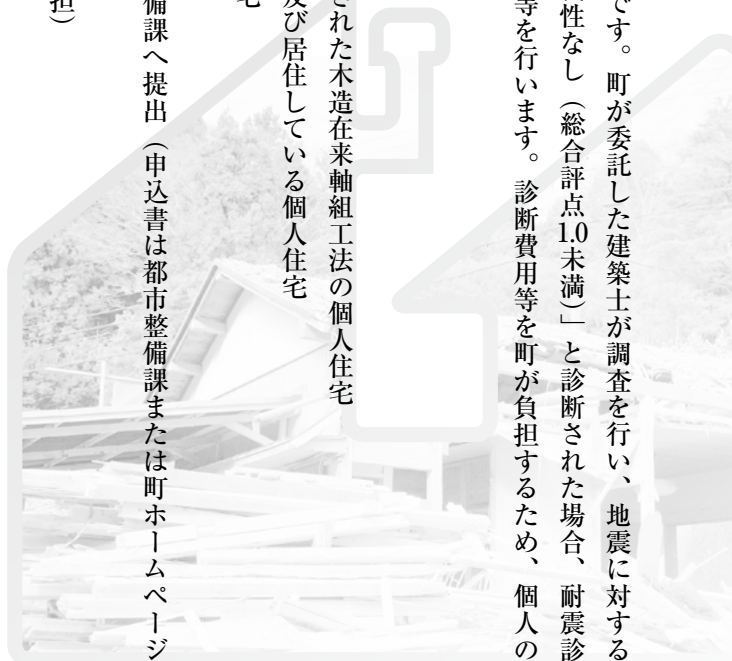 です。町が委託した建築士が調査を行い、地震に対する
性なし（総合評点1.0未満）」と診断された場合、耐震診
等を行います。診断費用等を町が負担するため、個人の
された木造在来軸組工法の個人住宅
及び居住している個人住宅
宅
備課へ提出（申込書は都市整備課または町ホームページ
担）